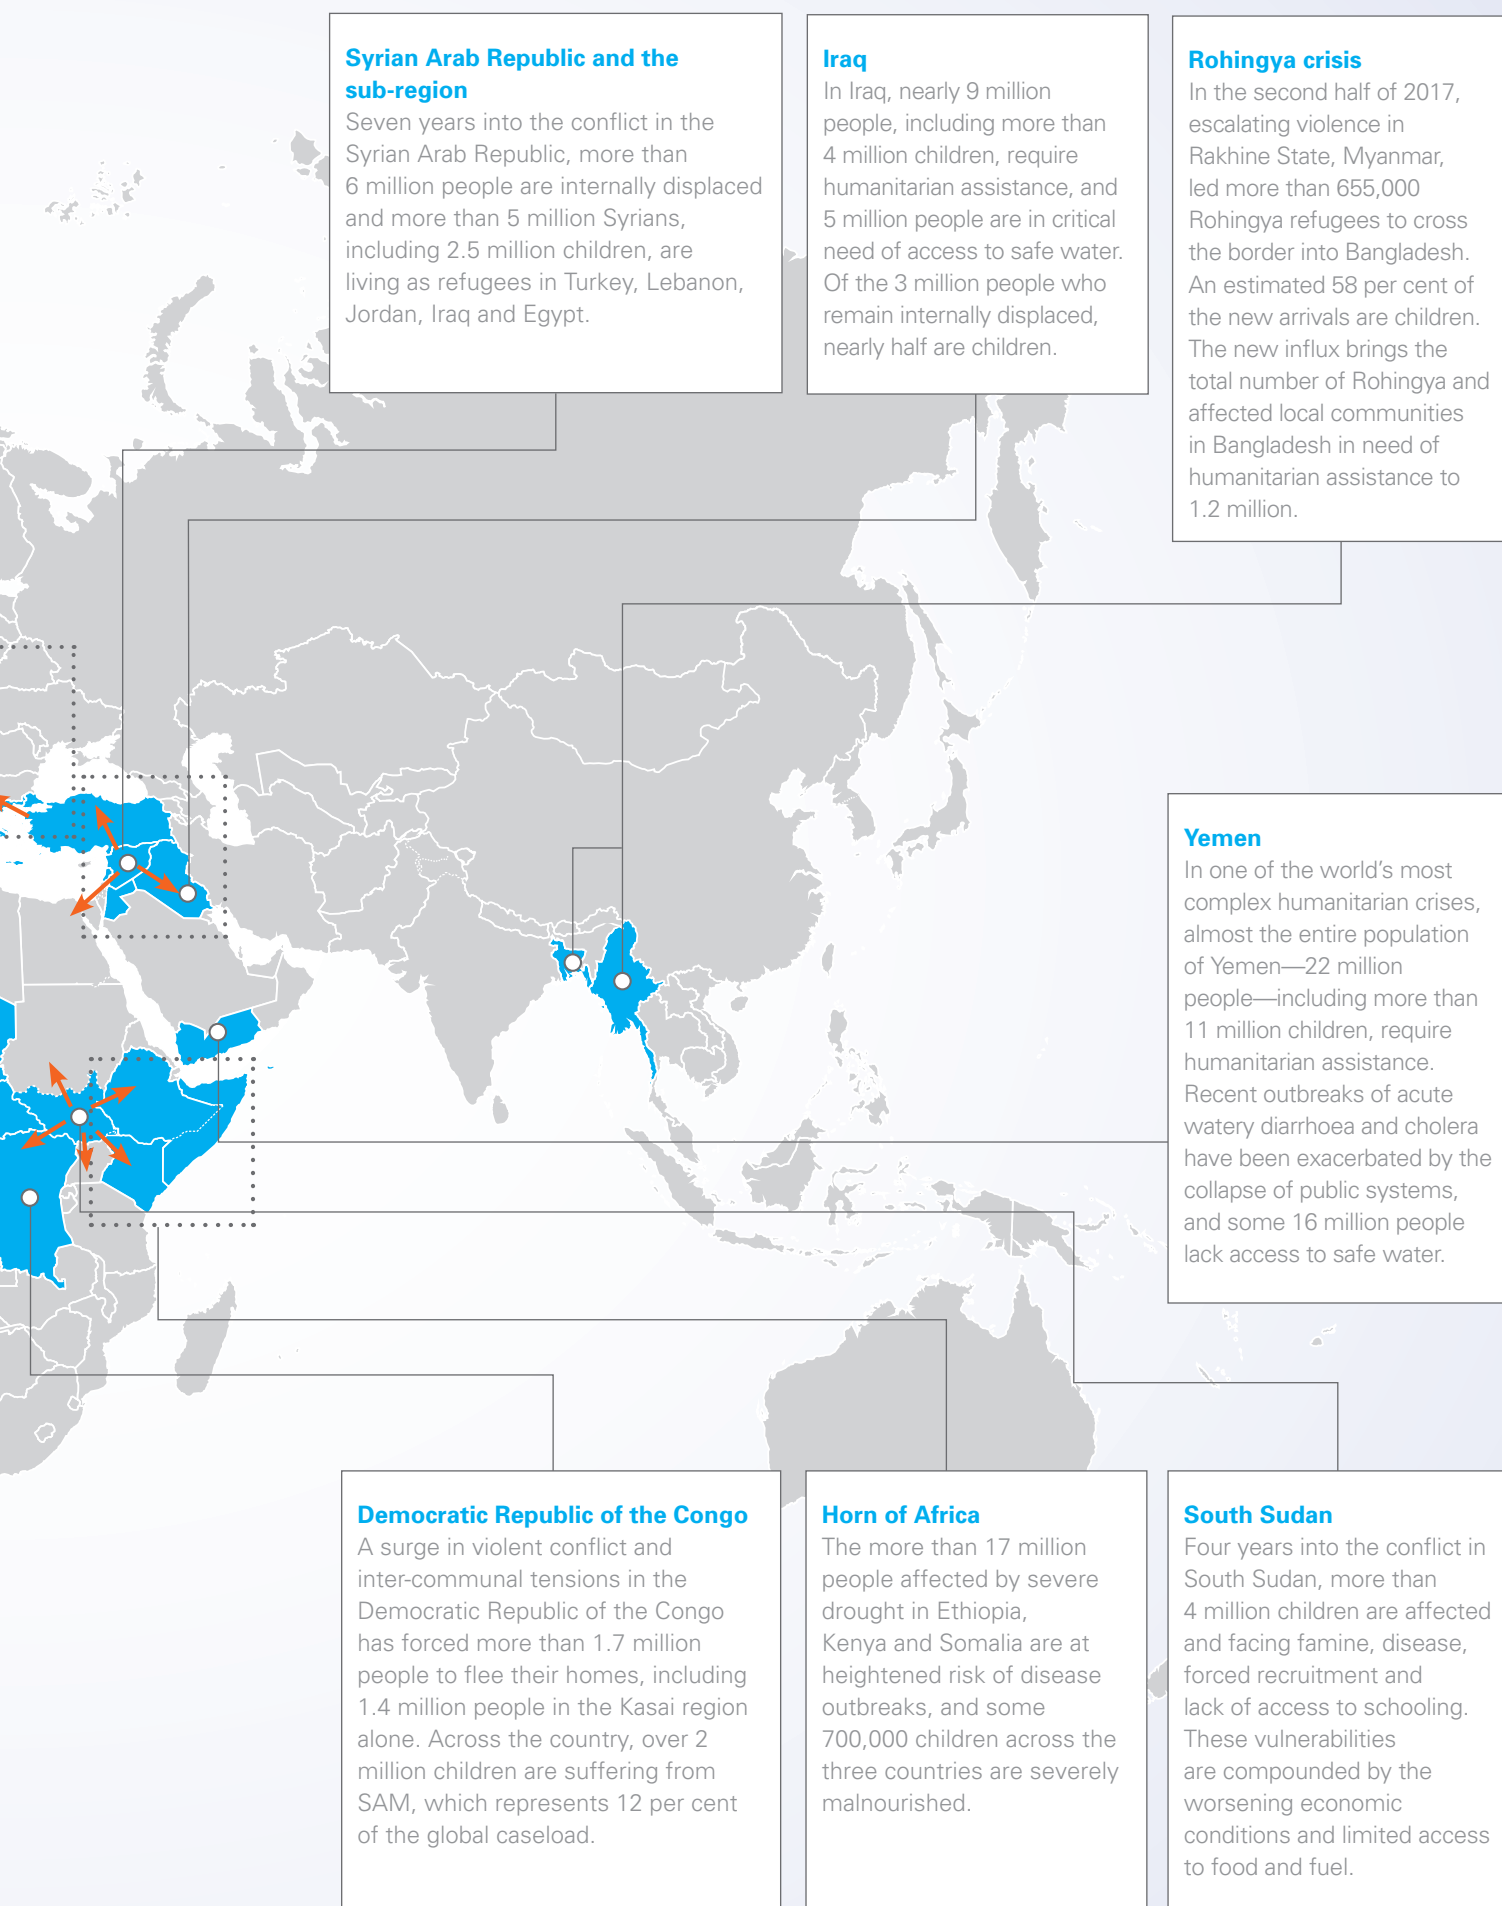 Syrian Arab Republic and the
sub-region
Seven years into the conflict in the
Syrian Arab Republic, more than
6 million people are internally displaced
and more than 5 million Syrians,
including 2.5 million children, are
living as refugees in Turkey, Lebanon,
Jordan, Iraq and Egypt.
Iraq
In Iraq, nearly 9 million
people, including more than
4 million children, require
humanitarian assistance, and
5 million people are in critical
need of access to safe water.
Of the 3 million people who
remain internally displaced,
nearly half are children.
Rohingya crisis
In the second half of 2017,
escalating violence in
Rakhine State, Myanmar,
led more than 655,000
Rohingya refugees to cross
the border into Bangladesh.
An estimated 58 per cent of
the new arrivals are children.
The new influx brings the
total number of Rohingya and
affected local communities
in Bangladesh in need of
humanitarian assistance to
1.2 million.
Yemen
In one of the world's most
complex humanitarian crises,
almost the entire population
of Yemen—22 million
people—including more than
11 million children, require
humanitarian assistance.
Recent outbreaks of acute
watery diarrhoea and cholera
have been exacerbated by the
collapse of public systems,
and some 16 million people
lack access to safe water.
Democratic Republic of the Congo
A surge in violent conflict and
inter-communal tensions in the
Democratic Republic of the Congo
has forced more than 1.7 million
people to flee their homes, including
1.4 million people in the Kasai region
alone. Across the country, over 2
million children are suffering from
SAM, which represents 12 per cent
of the global caseload.
Horn of Africa
The more than 17 million
people affected by severe
drought in Ethiopia,
Kenya and Somalia are at
heightened risk of disease
outbreaks, and some
700,000 children across the
three countries are severely
malnourished.
South Sudan
Four years into the conflict in
South Sudan, more than
4 million children are affected
and facing famine, disease,
forced recruitment and
lack of access to schooling.
These vulnerabilities
are compounded by the
worsening economic
conditions and limited access
to food and fuel.